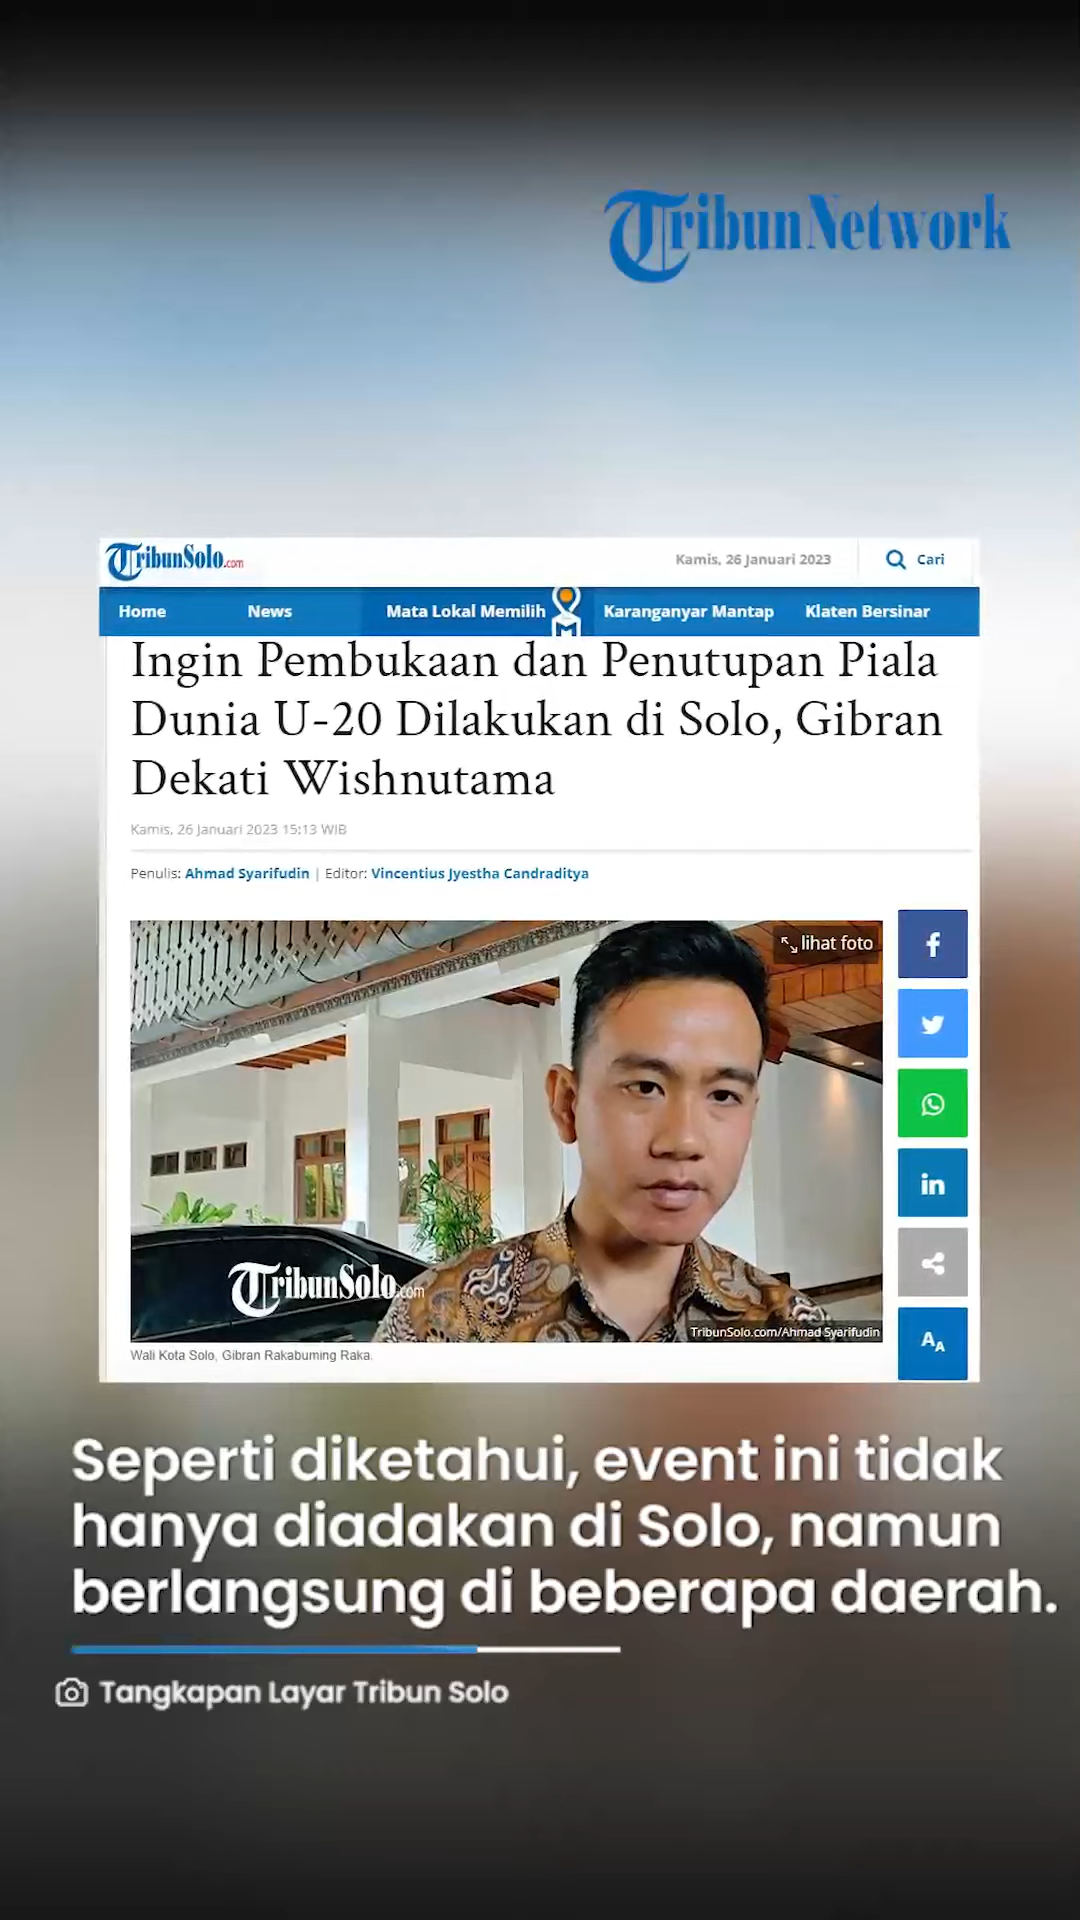 TribunNetwork
TribunSolo.com
Kamis, 26 Januari 2023
Cari
Home
News
Mata Lokal Memilih
Karanganyar Mantap
Klaten Bersinar
Ingin Pembukaan dan Penutupan Piala
Dunia U-20 Dilakukan di Solo, Gibran
Dekati Wishnutama
Kamis, 26 Januari 2023 15:13 WIB
Penulis: Ahmad Syarifudin | Editor: Vincentius Jyestha Candraditya
lihat foto
TribunSolo.com
TribunSolo.com/Ahmad Syarifudin
AA
Wali Kota Solo, Gibran Rakabuming Raka.
Seperti diketahui, event ini tidak
hanya diadakan di Solo, namun
berlangsung di beberapa daerah.
Tangkapan Layar Tribun Solo